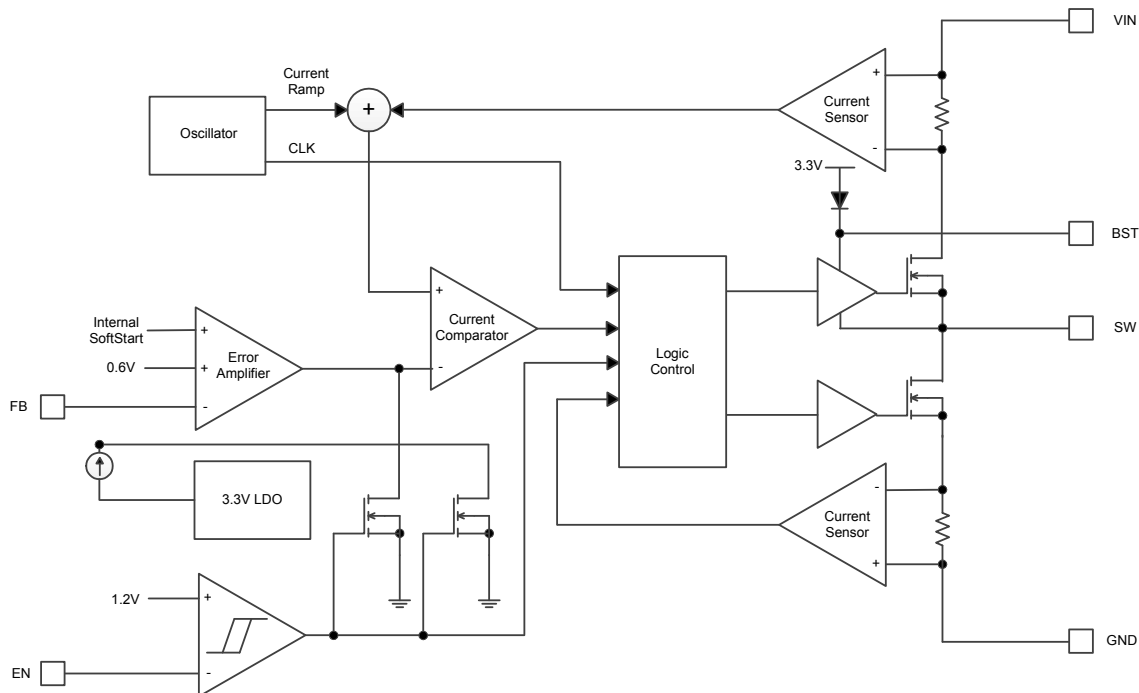 VIN
Current
Ramp
+
+
Current
Sensor
-
Oscillator
CLK
3.3V
BST
+
Current
Comparator
-
Internal
SoftStart
+
0.6V
+
Error
Amplifier
-
FB
Logic
Control
SW
3.3V LDO
-
Current
Sensor
+
1.2V
+
-
EN
GND